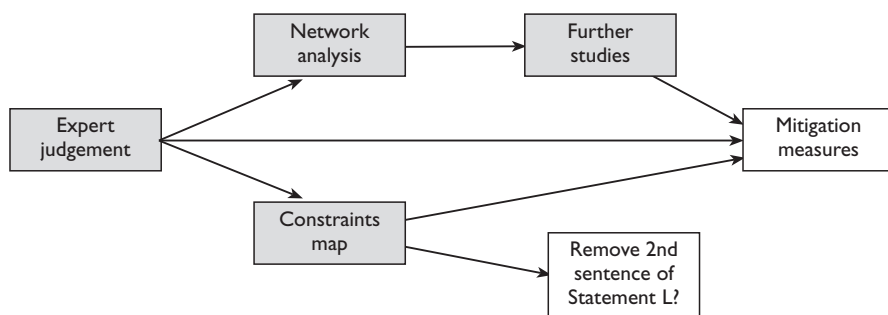 Network
analysis
Further
studies
Expert
judgement
Mitigation
measures
Constraints
map
Remove 2nd
sentence of
Statement L?